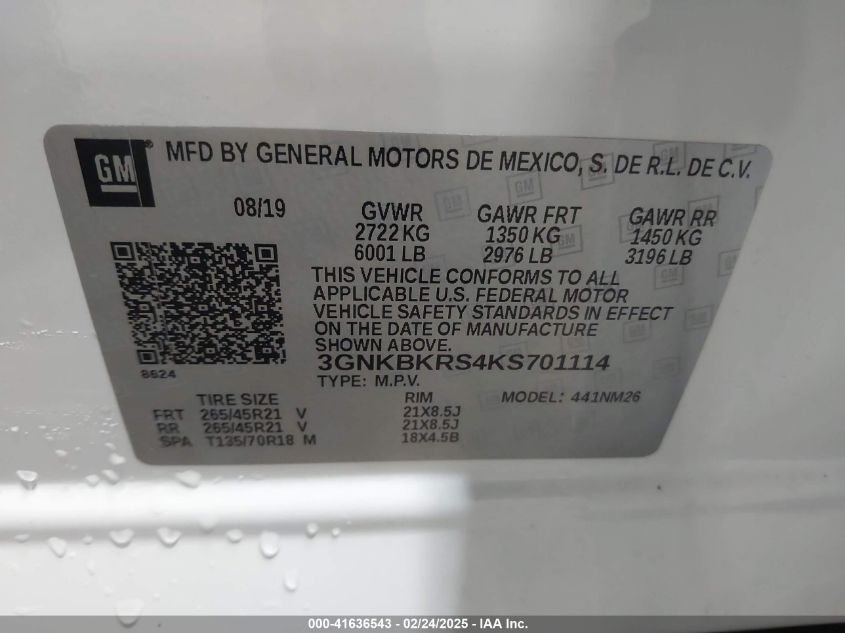 GM ® MFD BY GENERAL MOTORS DE MEXICO, S. DE R.L. DE C.V.
08/19 GVWR GAWR FRT GAWR RR
2722 KG 1350 KG 1450 KG
6001 LB 2976 LB 3196 LB
THIS VEHICLE CONFORMS TO ALL
APPLICABLE U.S. FEDERAL MOTOR
VEHICLE SAFETY STANDARDS IN EFFECT
ON THE DATE OF MANUFACTURE
SHOWN ABOVE.
3GNKBKRS4KS701114
8624
TYPE: M.P.V.
TIRE SIZE RIM MODEL: 441NM26
FRT 265/45R21 V 21X8.5J
RR 265/45R21 V 21X8.5J
SPA T135/70R18 M 18X4.5B
000-41636543 - 02/24/2025 - IAA Holdings, LLC.